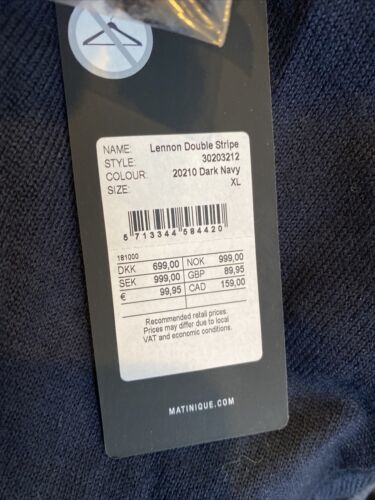 NAME: Lennon Double Stripe
STYLE: 30203212
COLOUR: 20210 Dark Navy
SIZE: XL
5 713344 584420
181000
DKK 699,00 NOK 999,00
SEK 999,00 GBP 89,95
€ 99,95 CAD 159,00
Recommended retail prices.
Prices may differ due to local
VAT and economic conditions.
MATINIQUE.COM